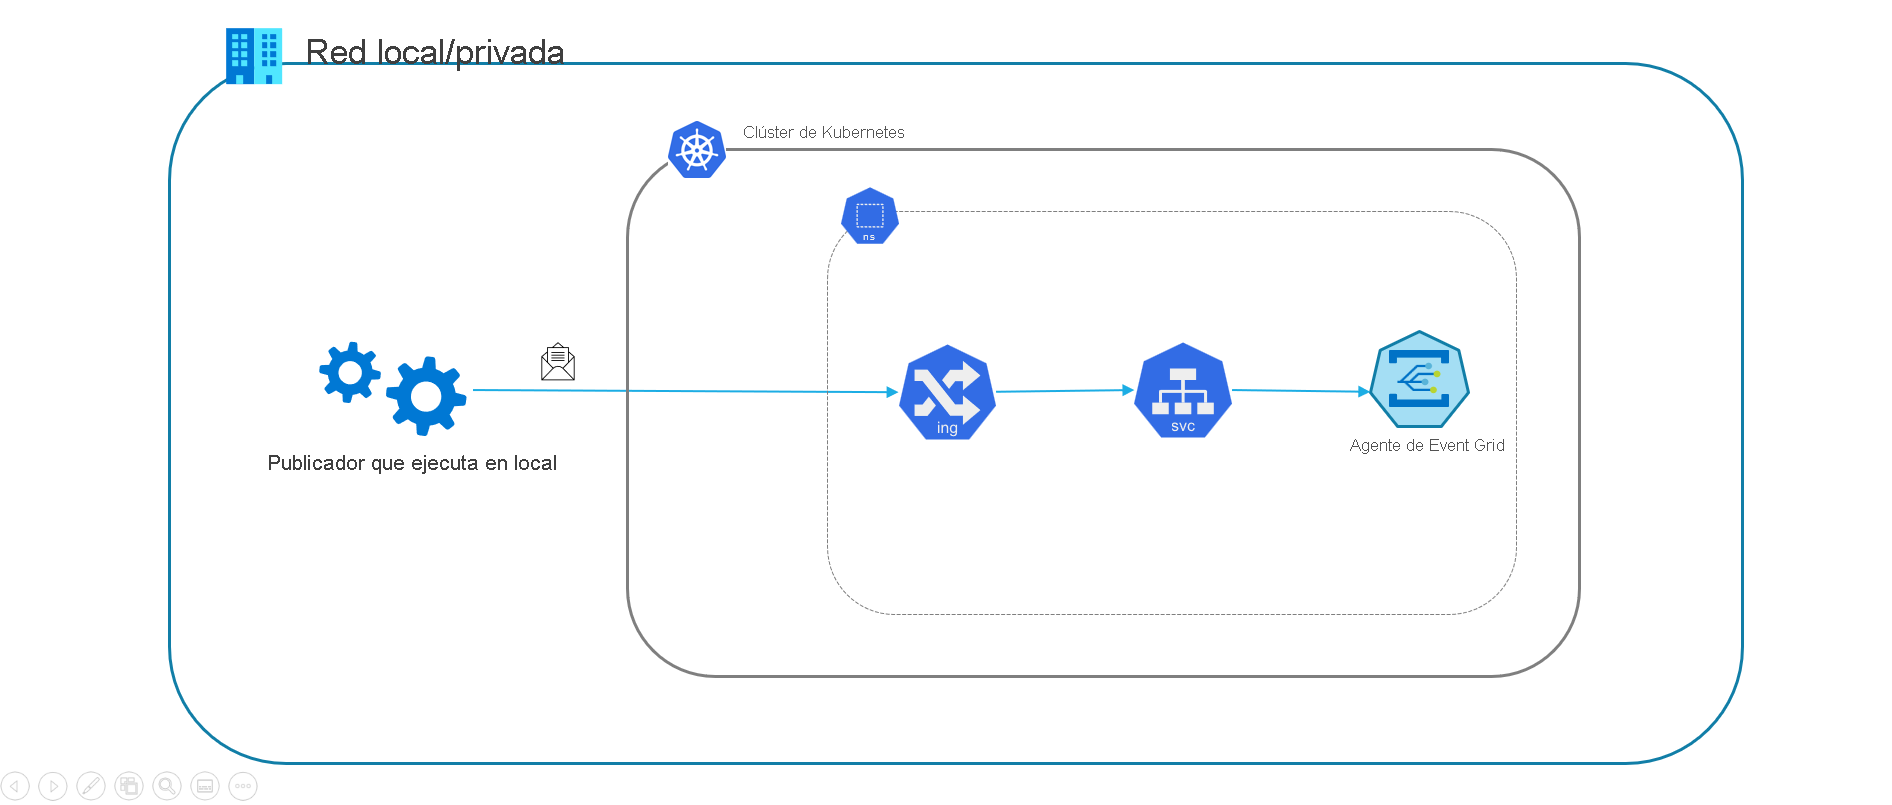 Red local/privada
Clúster de Kubernetes
ns
ing
svc
Agente de Event Grid
Publicador que ejecuta en local